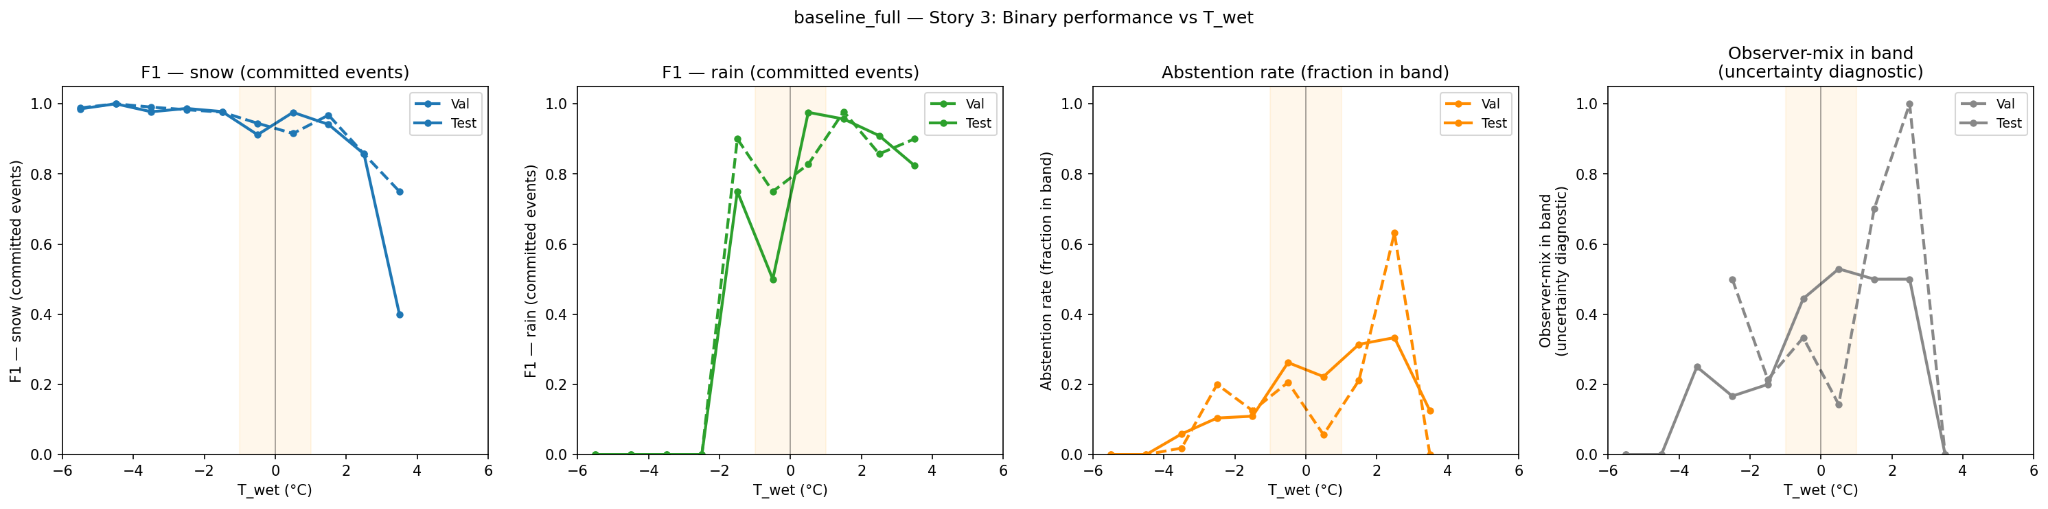 baseline_full — Story 3: Binary performance vs T_wet
F1 — snow (committed events)
F1 — snow (committed events)
1.0
0.8
0.6
0.4
0.2
0.0
−6
−4
−2
0
2
4
6
T_wet (°C)
Val
Test
F1 — rain (committed events)
F1 — rain (committed events)
1.0
0.8
0.6
0.4
0.2
0.0
−6
−4
−2
0
2
4
6
T_wet (°C)
Val
Test
Abstention rate (fraction in band)
Abstention rate (fraction in band)
1.0
0.8
0.6
0.4
0.2
0.0
−6
−4
−2
0
2
4
6
T_wet (°C)
Val
Test
Observer-mix in band
(uncertainty diagnostic)
Observer-mix in band
(uncertainty diagnostic)
1.0
0.8
0.6
0.4
0.2
0.0
−6
−4
−2
0
2
4
6
T_wet (°C)
Val
Test